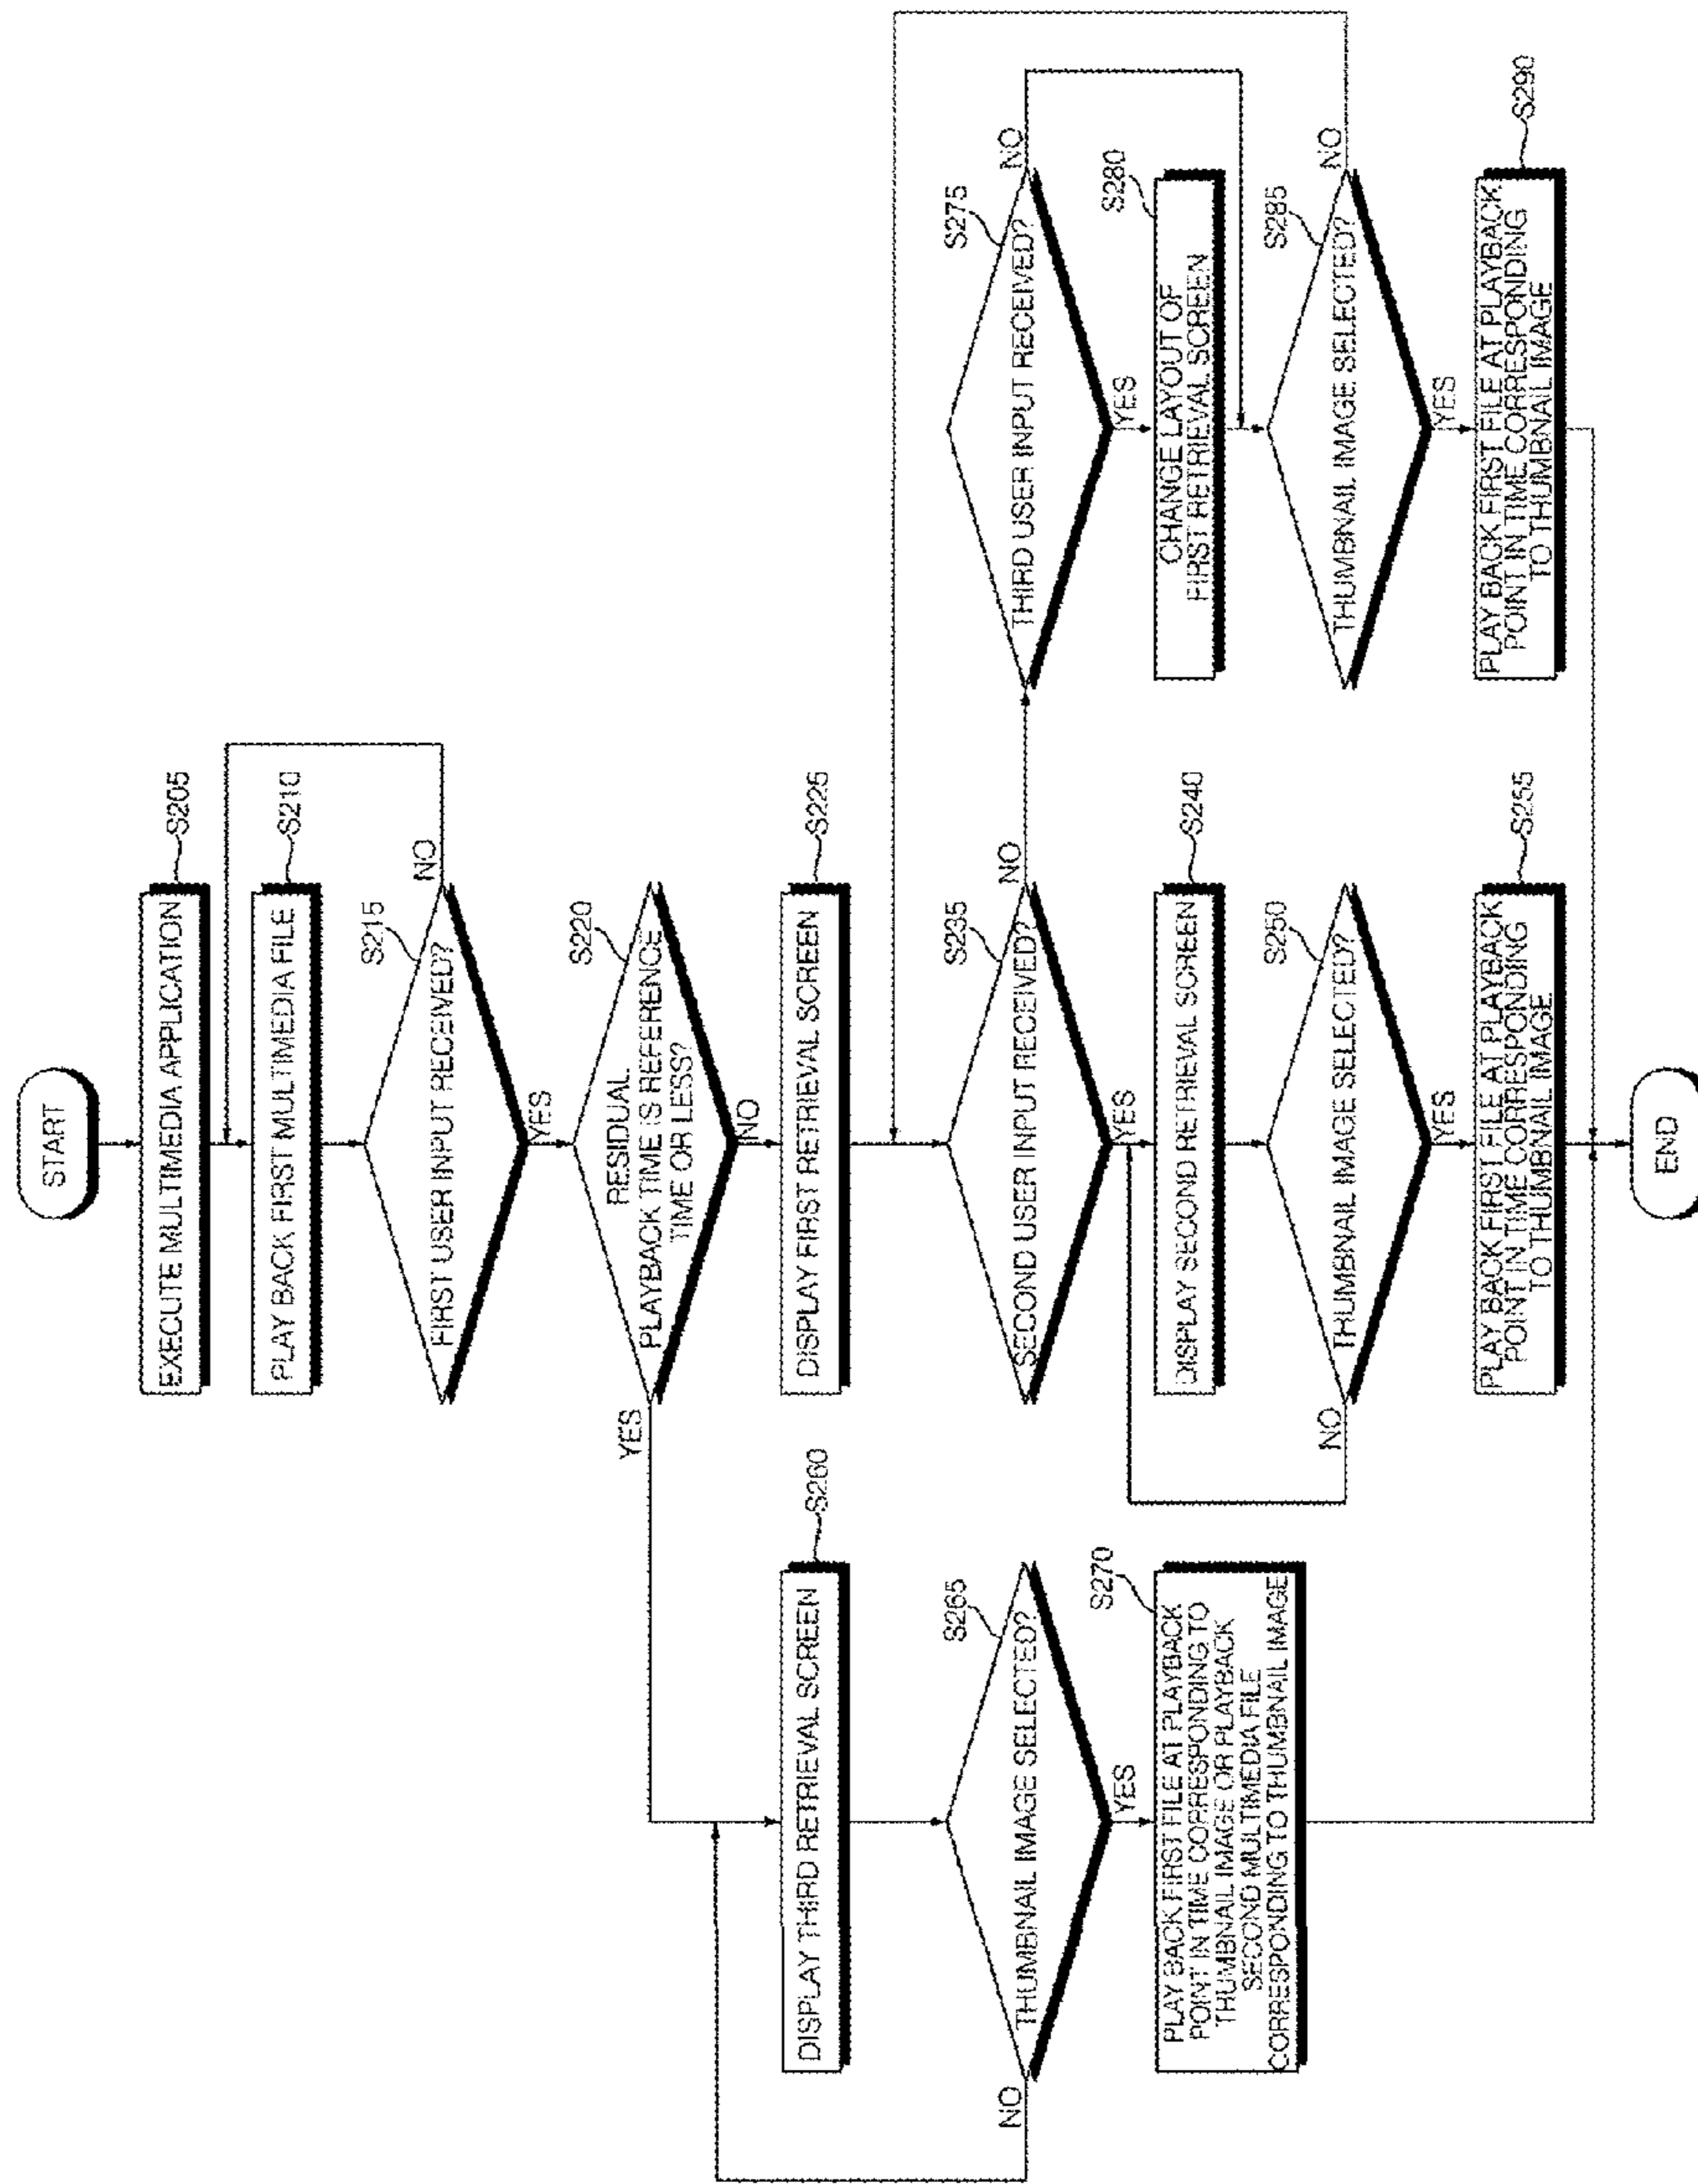 START
EXECUTE MULTIMEDIA APPLICATION
S205
PLAY BACK FIRST MULTIMEDIA FILE
S210
FIRST USER INPUT RECEIVED?
S215
NO
YES
RESIDUAL
PLAYBACK TIME IS REFERENCE
TIME OR LESS?
S220
YES
NO
DISPLAY THIRD RETRIEVAL SCREEN
S260
DISPLAY FIRST RETRIEVAL SCREEN
S225
THUMBNAIL IMAGE SELECTED?
S265
NO
YES
SECOND USER INPUT RECEIVED?
S235
NO
YES
THIRD USER INPUT RECEIVED?
S275
NO
YES
PLAY BACK FIRST FILE AT PLAYBACK
POINT IN TIME CORRESPONDING TO
THUMBNAIL IMAGE OR PLAYBACK
SECOND MULTIMEDIA FILE
CORRESPONDING TO THUMBNAIL IMAGE
S270
DISPLAY SECOND RETRIEVAL SCREEN
S240
CHANGE LAYOUT OF
FIRST RETRIEVAL SCREEN
S280
THUMBNAIL IMAGE SELECTED?
S250
NO
YES
THUMBNAIL IMAGE SELECTED?
S285
NO
YES
PLAY BACK FIRST FILE AT PLAYBACK
POINT IN TIME CORRESPONDING
TO THUMBNAIL IMAGE
S255
PLAY BACK FIRST FILE AT PLAYBACK
POINT IN TIME CORRESPONDING
TO THUMBNAIL IMAGE
S290
END